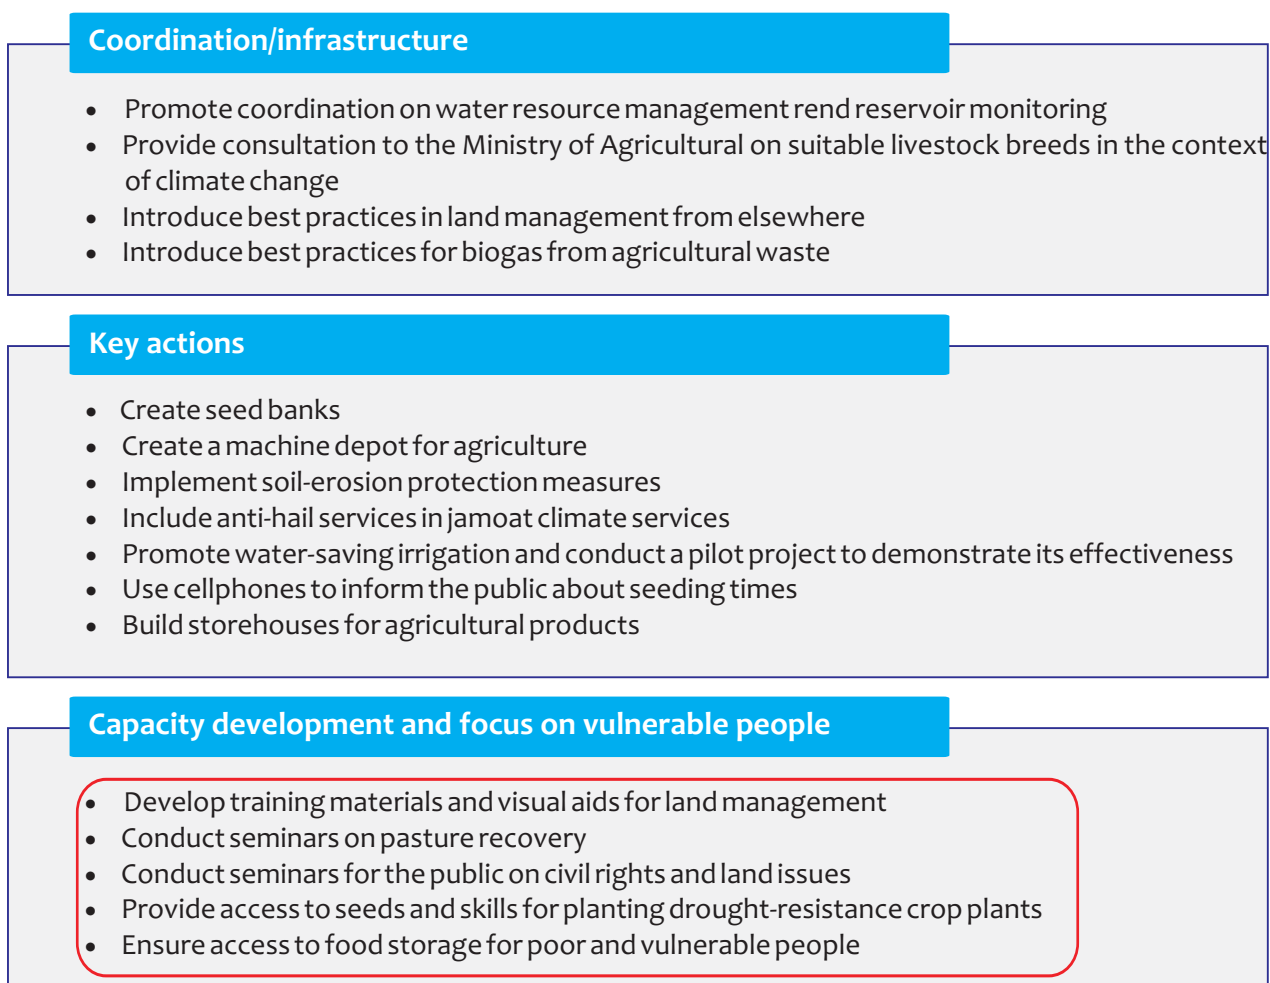 Coordination/infrastructure
• Promote coordination on water resource management rend reservoir monitoring
• Provide consultation to the Ministry of Agricultural on suitable livestock breeds in the context
of climate change
• Introduce best practices in land management from elsewhere
• Introduce best practices for biogas from agricultural waste
Key actions
• Create seed banks
• Create a machine depot for agriculture
• Implement soil-erosion protection measures
• Include anti-hail services in jamoat climate services
• Promote water-saving irrigation and conduct a pilot project to demonstrate its effectiveness
• Use cellphones to inform the public about seeding times
• Build storehouses for agricultural products
Capacity development and focus on vulnerable people
• Develop training materials and visual aids for land management
• Conduct seminars on pasture recovery
• Conduct seminars for the public on civil rights and land issues
• Provide access to seeds and skills for planting drought-resistance crop plants
• Ensure access to food storage for poor and vulnerable people